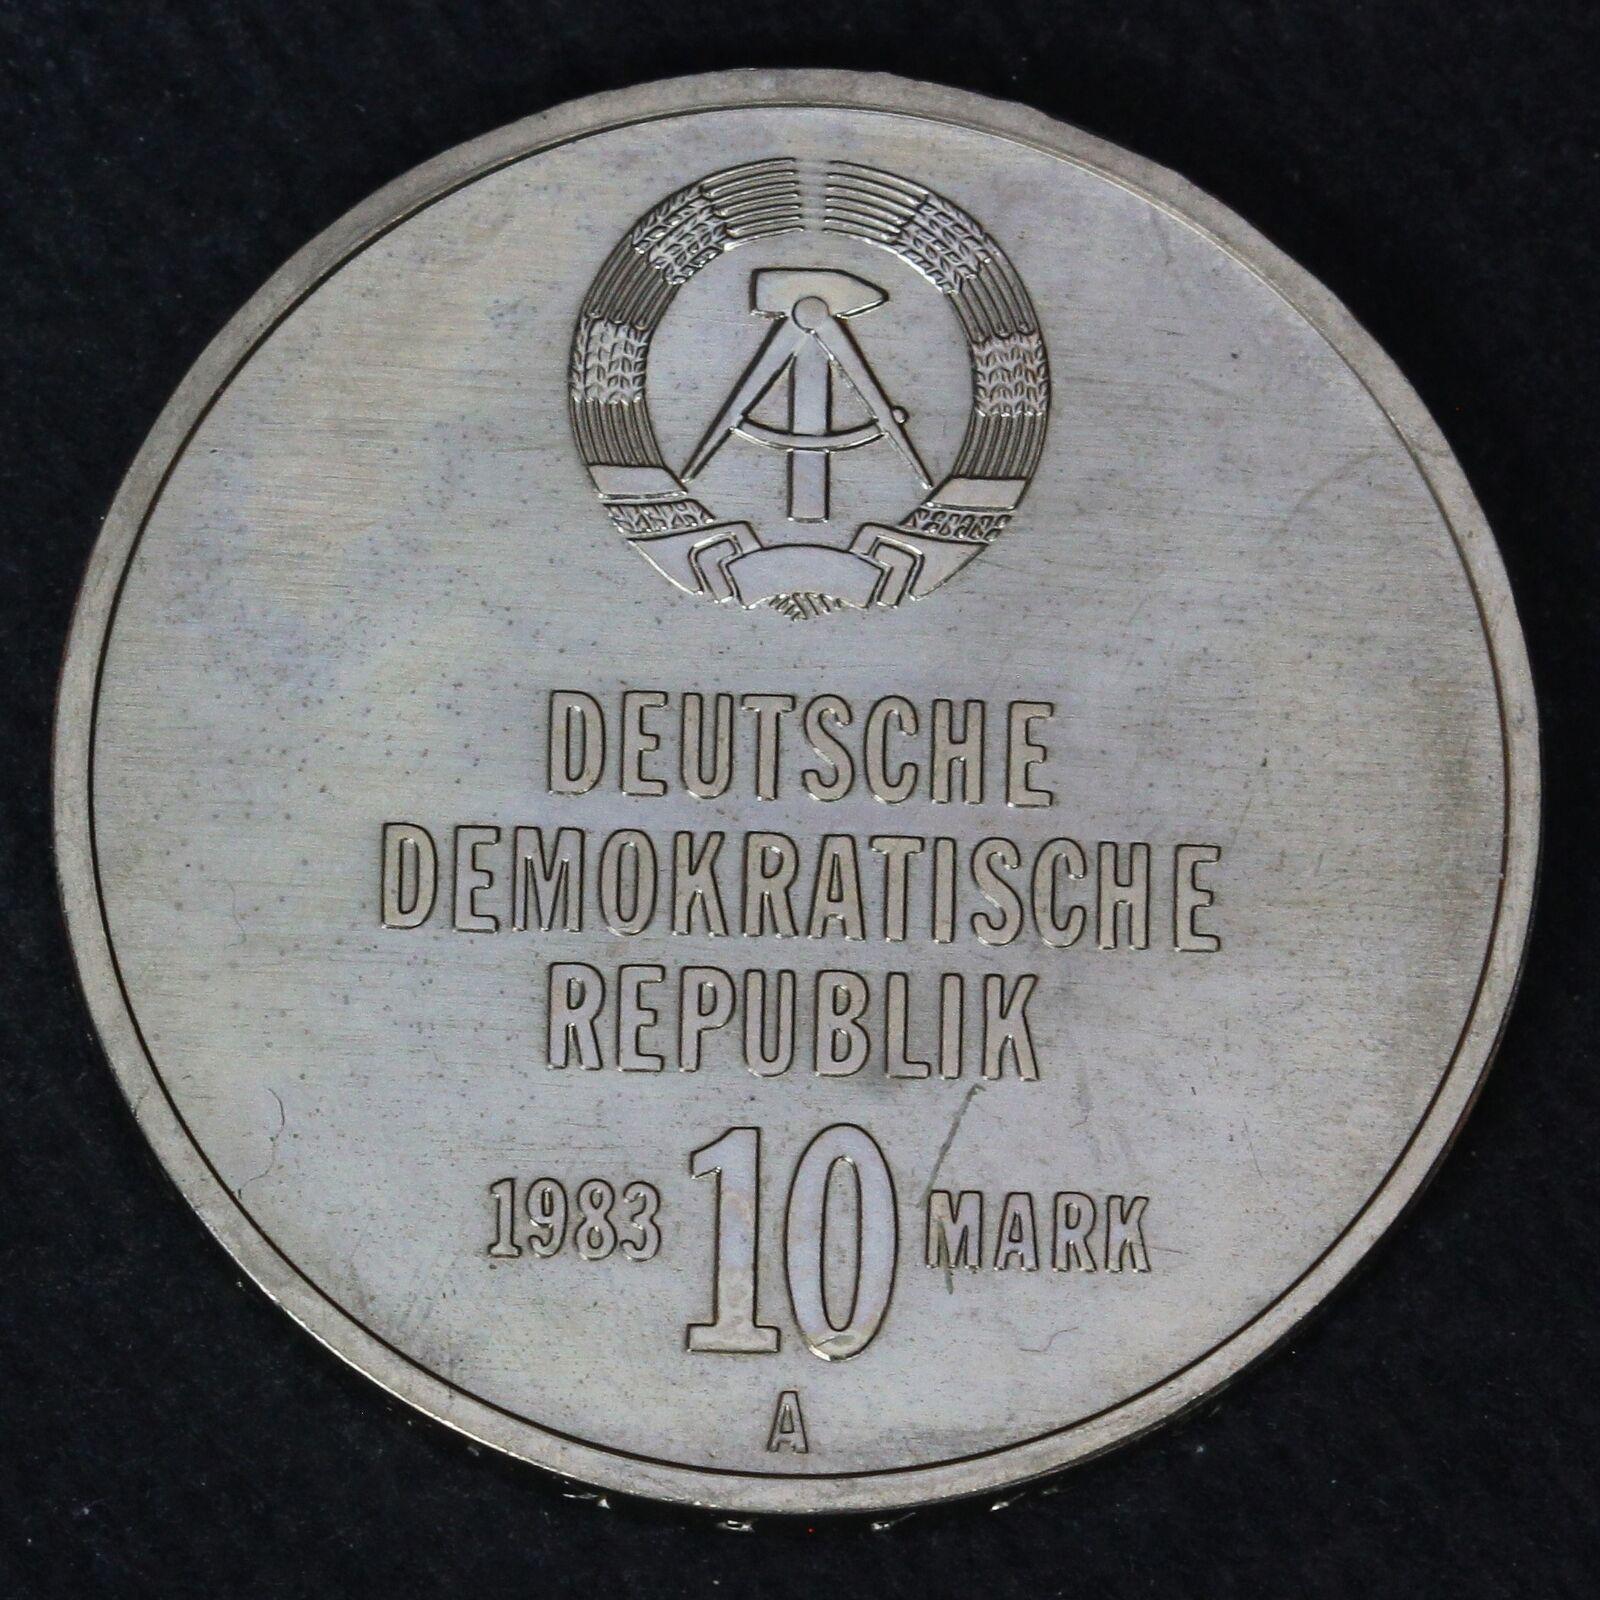 DEUTSCHE
DEMOKRATISCHE
REPUBLIK
1983 10 MARK
A